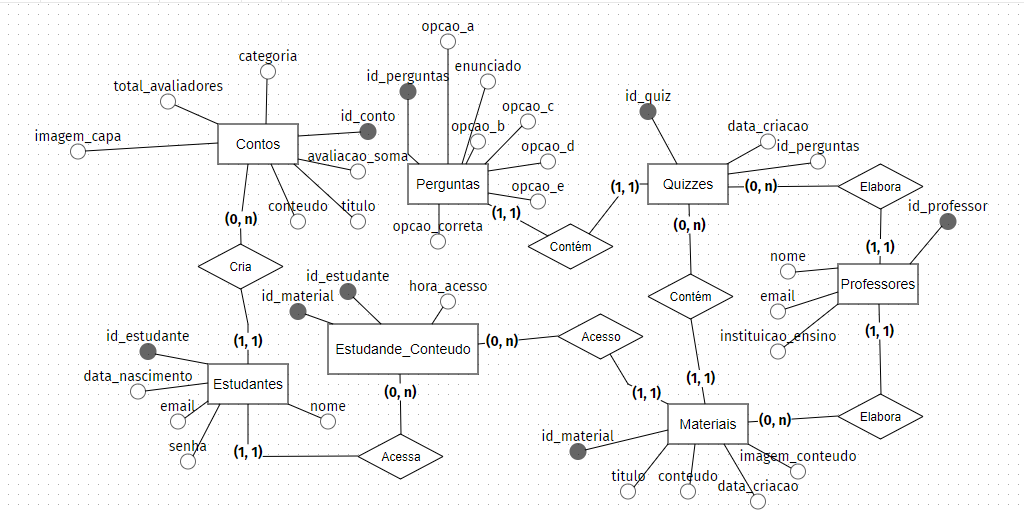 opcao_a
categoria
enunciado
id_perguntas
total_avaliadores
id_quiz
opcao_c
id_conto
opcao_b
data_criacao
imagem_capa
Contos
opcao_d
id_perguntas
avaliacao_soma
Perguntas
opcao_e
(1, 1)
Quizzes
(0, n)
Elabora
conteudo
titulo
(1, 1)
id_professor
(0, n)
opcao_correta
(0, n)
Contém
(1, 1)
Cria
nome
id_estudante
hora_acesso
Professores
id_material
Contém
email
id_estudante
(1, 1)
Estudande_Conteudo
(0, n)
Acesso
instituicao_ensino
(1, 1)
data_nascimento
Estudantes
(0, n)
(1, 1)
(1, 1)
email
nome
Materiais
(0, n)
Elabora
senha
(1, 1)
Acessa
id_material
imagem_conteudo
titulo
conteudo
data_criacao